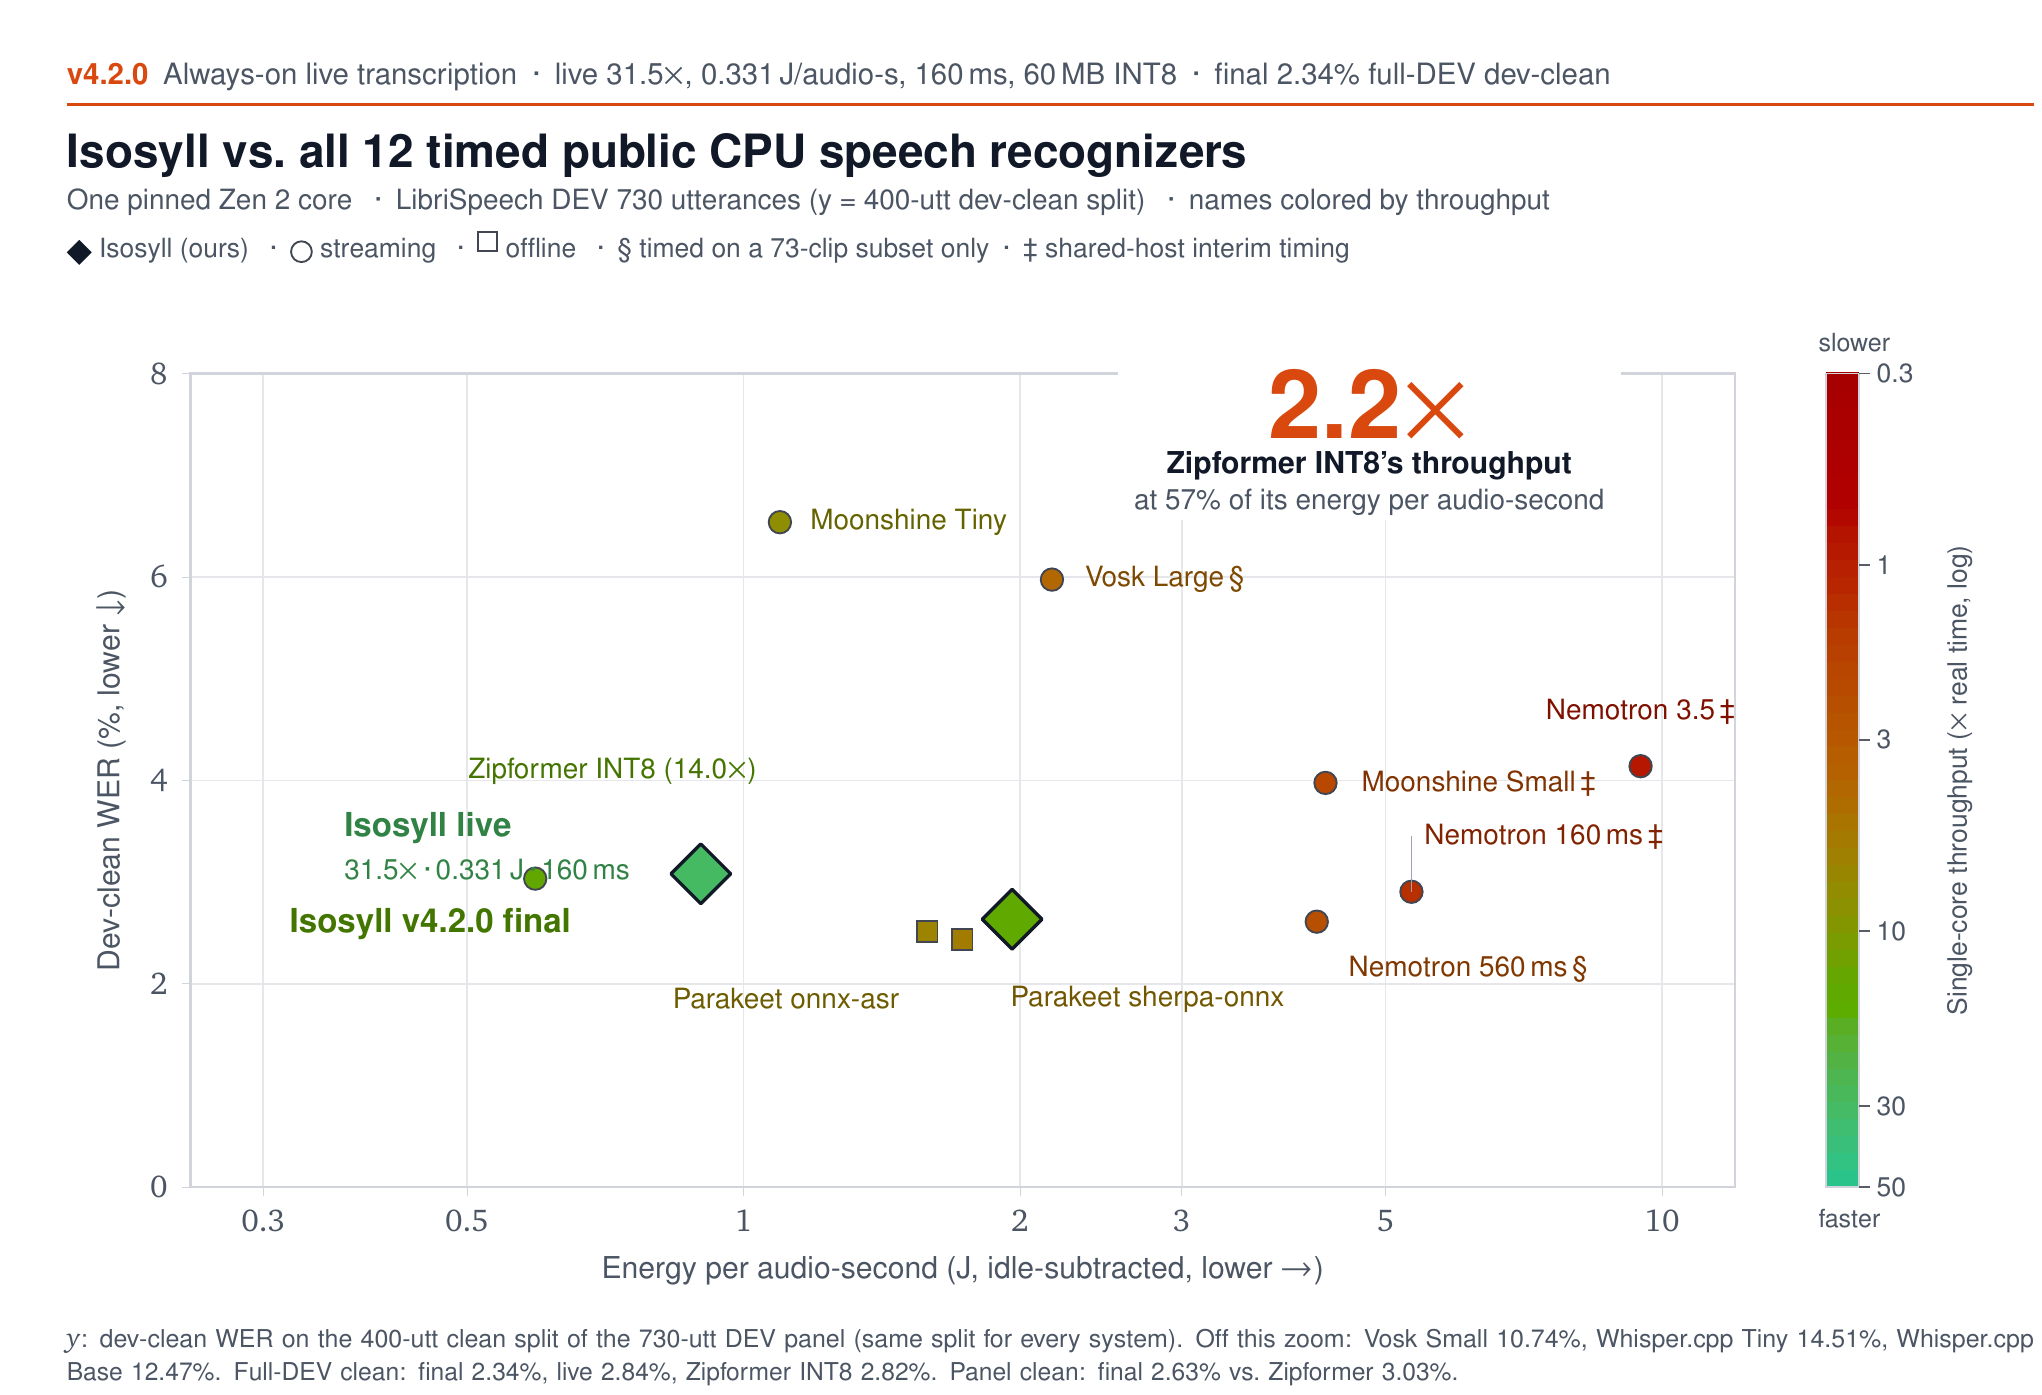 v4.2.0 Always-on live transcription · live 31.5×, 0.331 J/audio-s, 160 ms, 60 MB INT8 · final 2.34% full-DEV dev-clean
Isosyll vs. all 12 timed public CPU speech recognizers
One pinned Zen 2 core · LibriSpeech DEV 730 utterances (y = 400-utt dev-clean split) · names colored by throughput
Isosyll (ours) · streaming · offline · § timed on a 73-clip subset only · ‡ shared-host interim timing
slower
8
0.3
2.2×
Zipformer INT8’s throughput
at 57% of its energy per audio-second
Moonshine Tiny
1
6
Vosk Large §
Nemotron 3.5 ‡
3
Zipformer INT8 (14.0×)
4
Moonshine Small ‡
Isosyll live
Nemotron 160 ms ‡
31.5× · 0.331 J · 160 ms
Isosyll v4.2.0 final
10
Nemotron 560 ms §
2
Parakeet onnx-asr
Parakeet sherpa-onnx
30
0
50
Dev-clean WER (%, lower ↓)
Single-core throughput (× real time, log)
0.3 0.5 1 2 3 5 10
faster
Energy per audio-second (J, idle-subtracted, lower →)
y: dev-clean WER on the 400-utt clean split of the 730-utt DEV panel (same split for every system). Off this zoom: Vosk Small 10.74%, Whisper.cpp Tiny 14.51%, Whisper.cpp
Base 12.47%. Full-DEV clean: final 2.34%, live 2.84%, Zipformer INT8 2.82%. Panel clean: final 2.63% vs. Zipformer 3.03%.